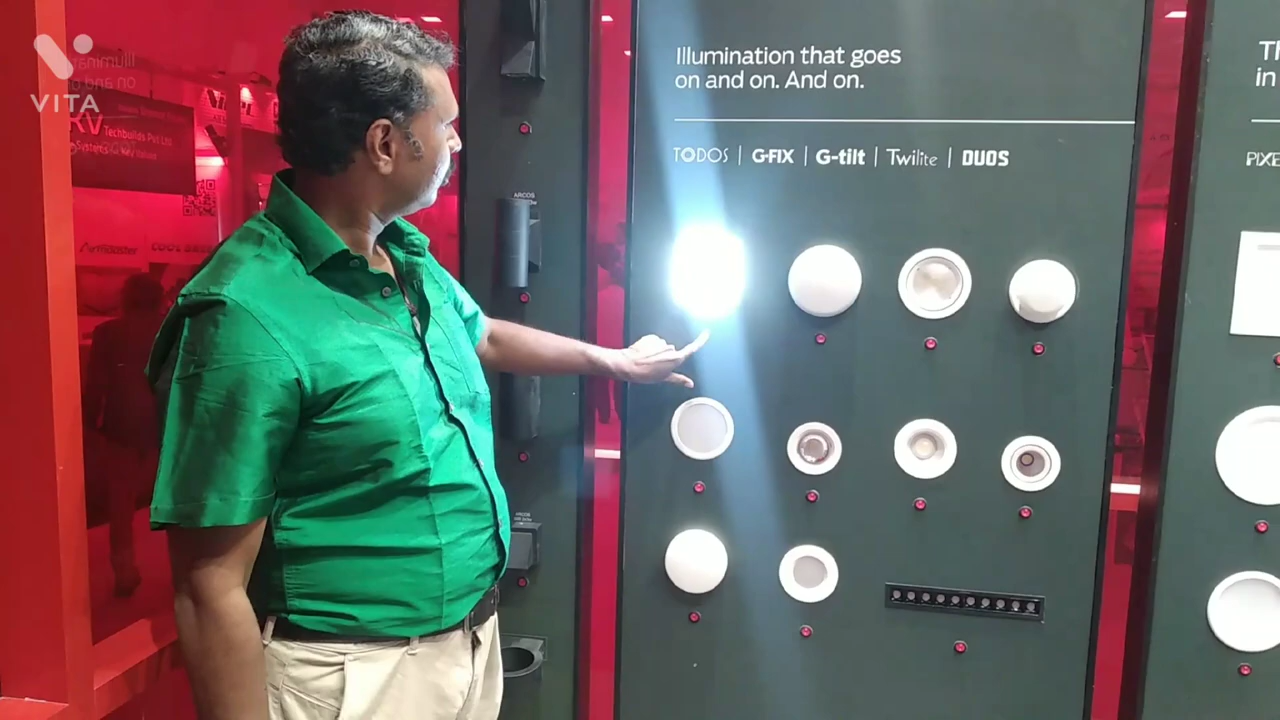 VITA
Techbuilds Pvt Ltd
Illumination that goes
on and on. And on.
TODOS | G-FIX | G-tilt | Twilite | DUOS
Th
in
PIXE
ARCOS
ARCOS